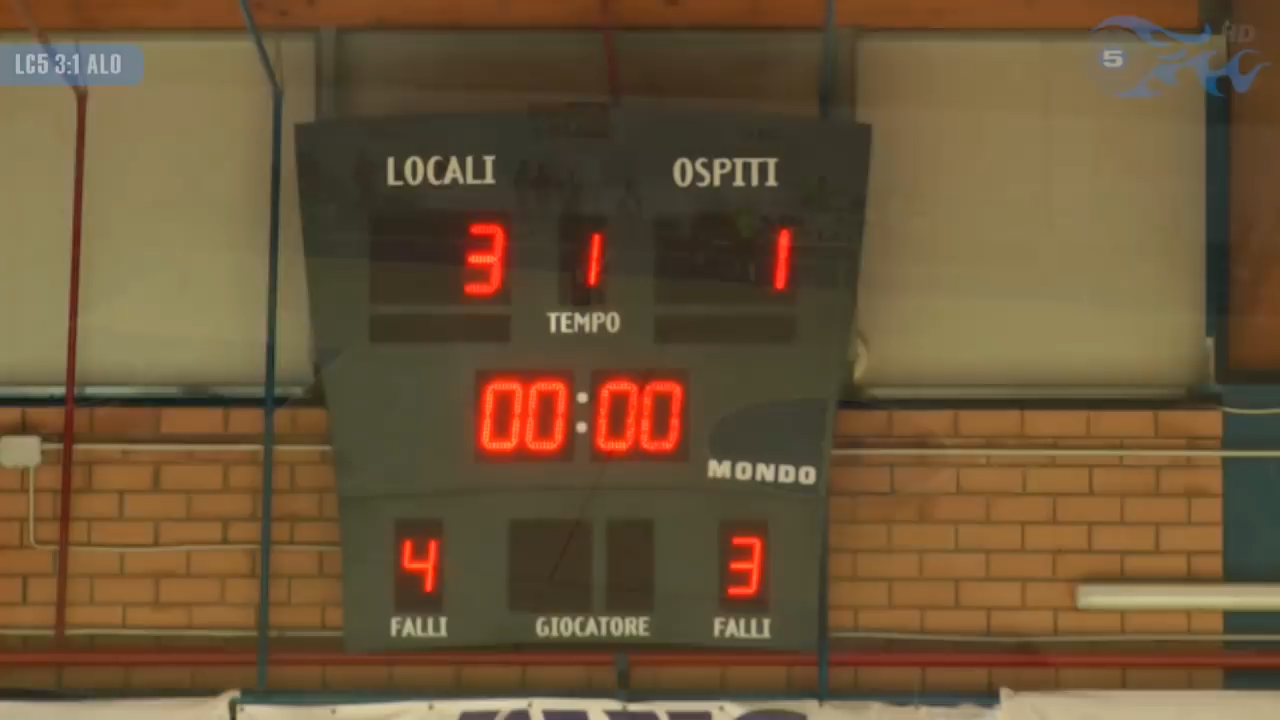 LC5 3:1 ALO
5
HD
LOCALI
OSPITI
3
1
1
TEMPO
00:00
MONDO
4
3
FALLI
GIOCATORE
FALLI